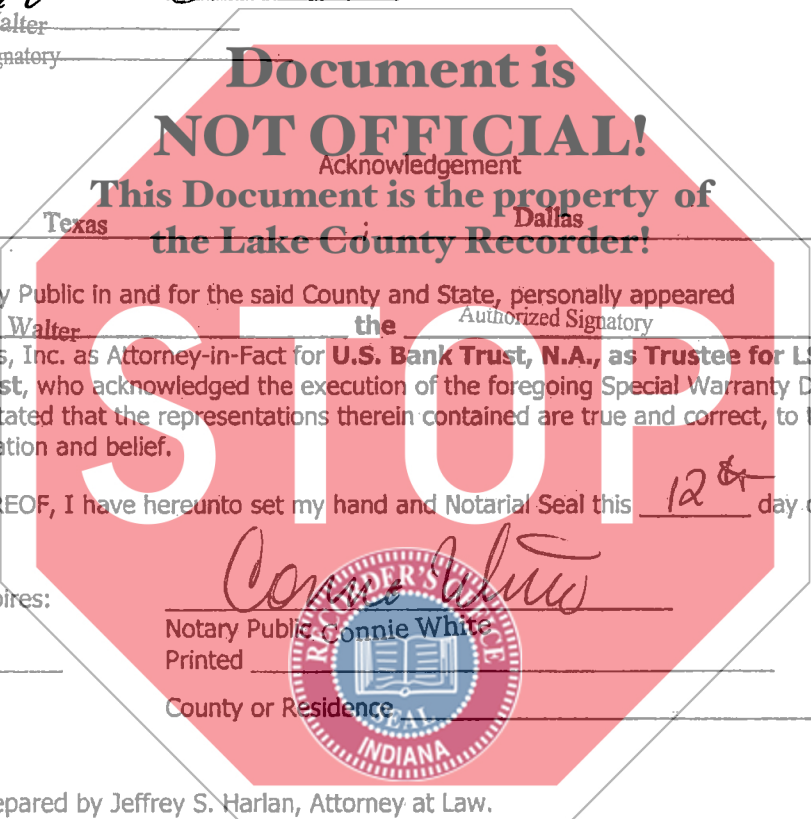 Walter
gnatory
Document is
NOT OFFICIAL!
Acknowledgement
This Document is the property of
Texas Dallas
the Lake County Recorder!
y Public in and for the said County and State, personally appeared
Walter the Authorized Signatory
s, Inc. as Attorney-in-Fact for U.S. Bank Trust, N.A., as Trustee for LS
st, who acknowledged the execution of the foregoing Special Warranty D
tated that the representations therein contained are true and correct, to t
ation and belief.
STOP
REOF, I have hereunto set my hand and Notarial Seal this 12th day o
Connie White
pires:
Notary Public Connie White
Printed
County or Residence
RECORDER'S OFFICE
SEAL
INDIANA
epared by Jeffrey S. Harlan, Attorney at Law.